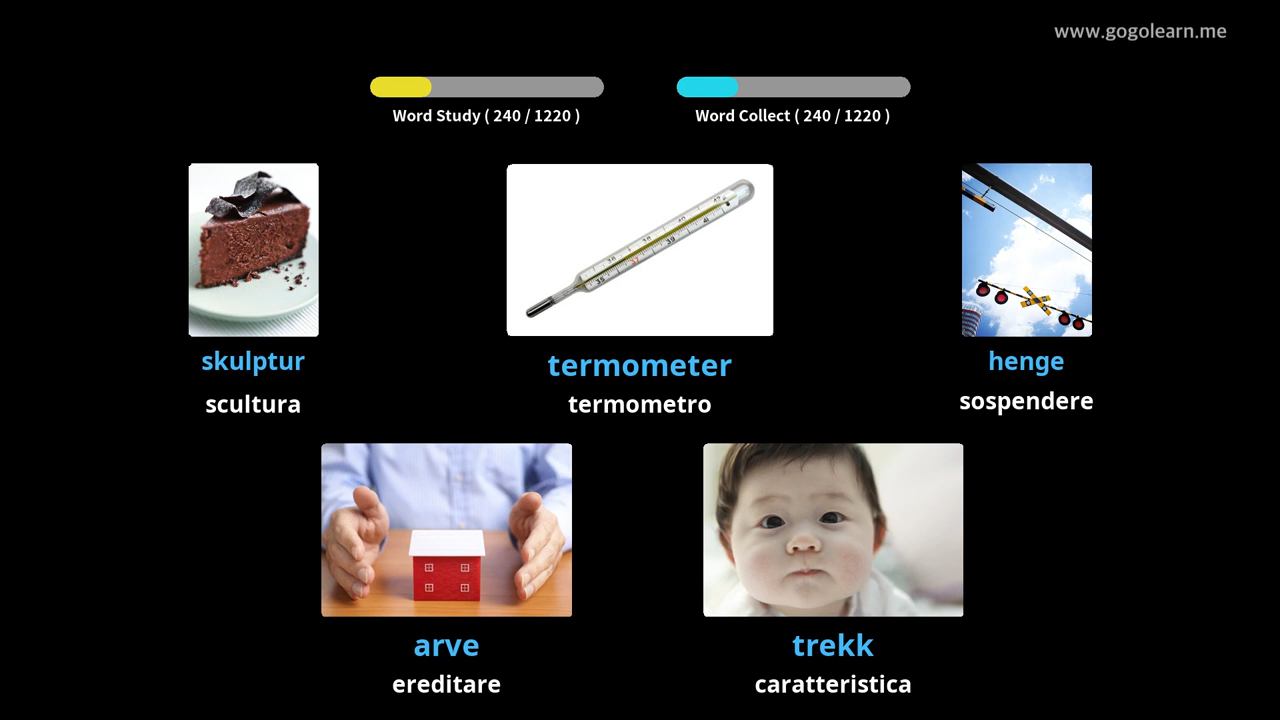 www.gogolearn.me
Word Study ( 240 / 1220 )
Word Collect ( 240 / 1220 )
skulptur
scultura
termometer
termometro
henge
sospendere
arve
ereditare
trekk
caratteristica